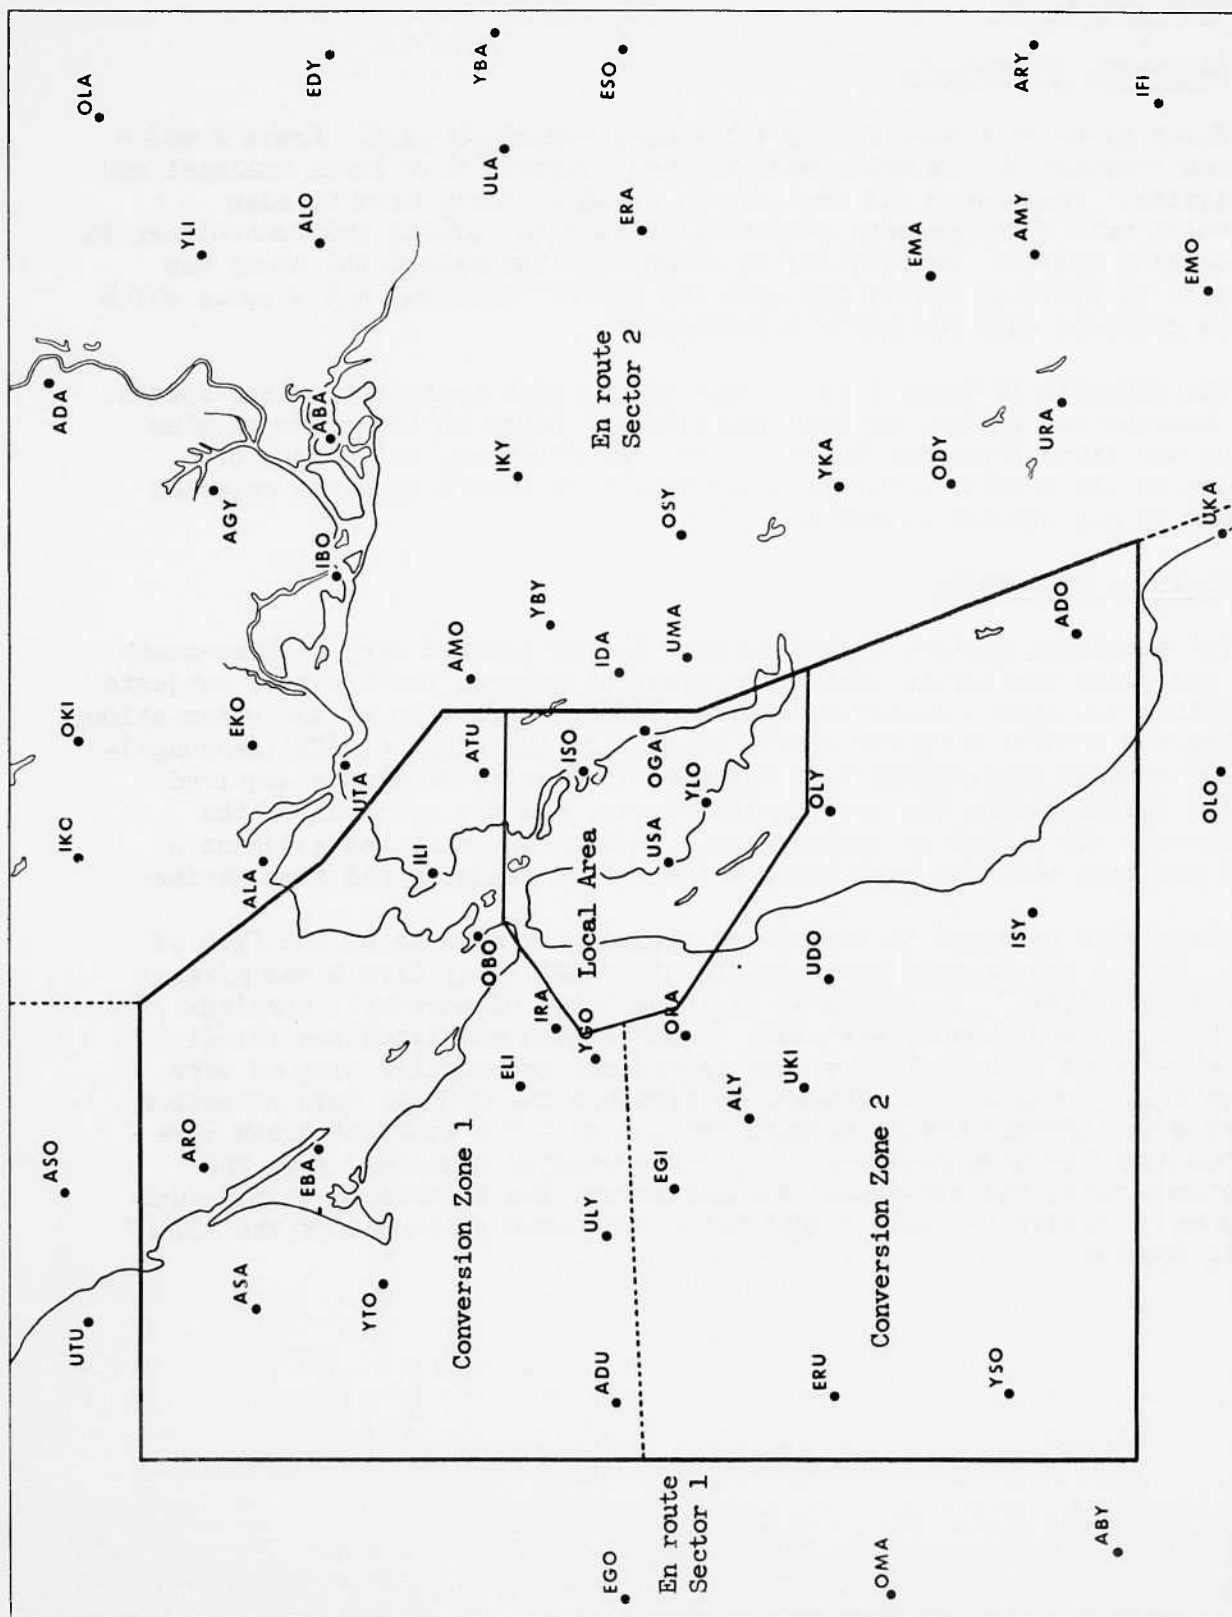 OLA
EDY
YBA
ESO
ARY
IFI
ULA
YLI
ALO
ERA
EMA
AMY
EMO
ADA
ABA
En route
Sector 2
URA
IKY
AGY
YKA
ODY
OSY
UKA
IBO
YBY
ADO
IDA
UMA
AMO
OKI
EKO
ATU
ISO
OGA
UTA
YLO
OLY
OLO
IKC
ALA
ILI
USA
Local Area
OBO
UDO
ISY
IRA
YGO
ORA
ELI
ALY
UKI
ASO
ARO
EBA
Conversion Zone 1
EGI
ULY
ASA
YTO
UTU
Conversion Zone 2
ADU
ERU
YSO
En route
Sector 1
EGO
OMA
ABY